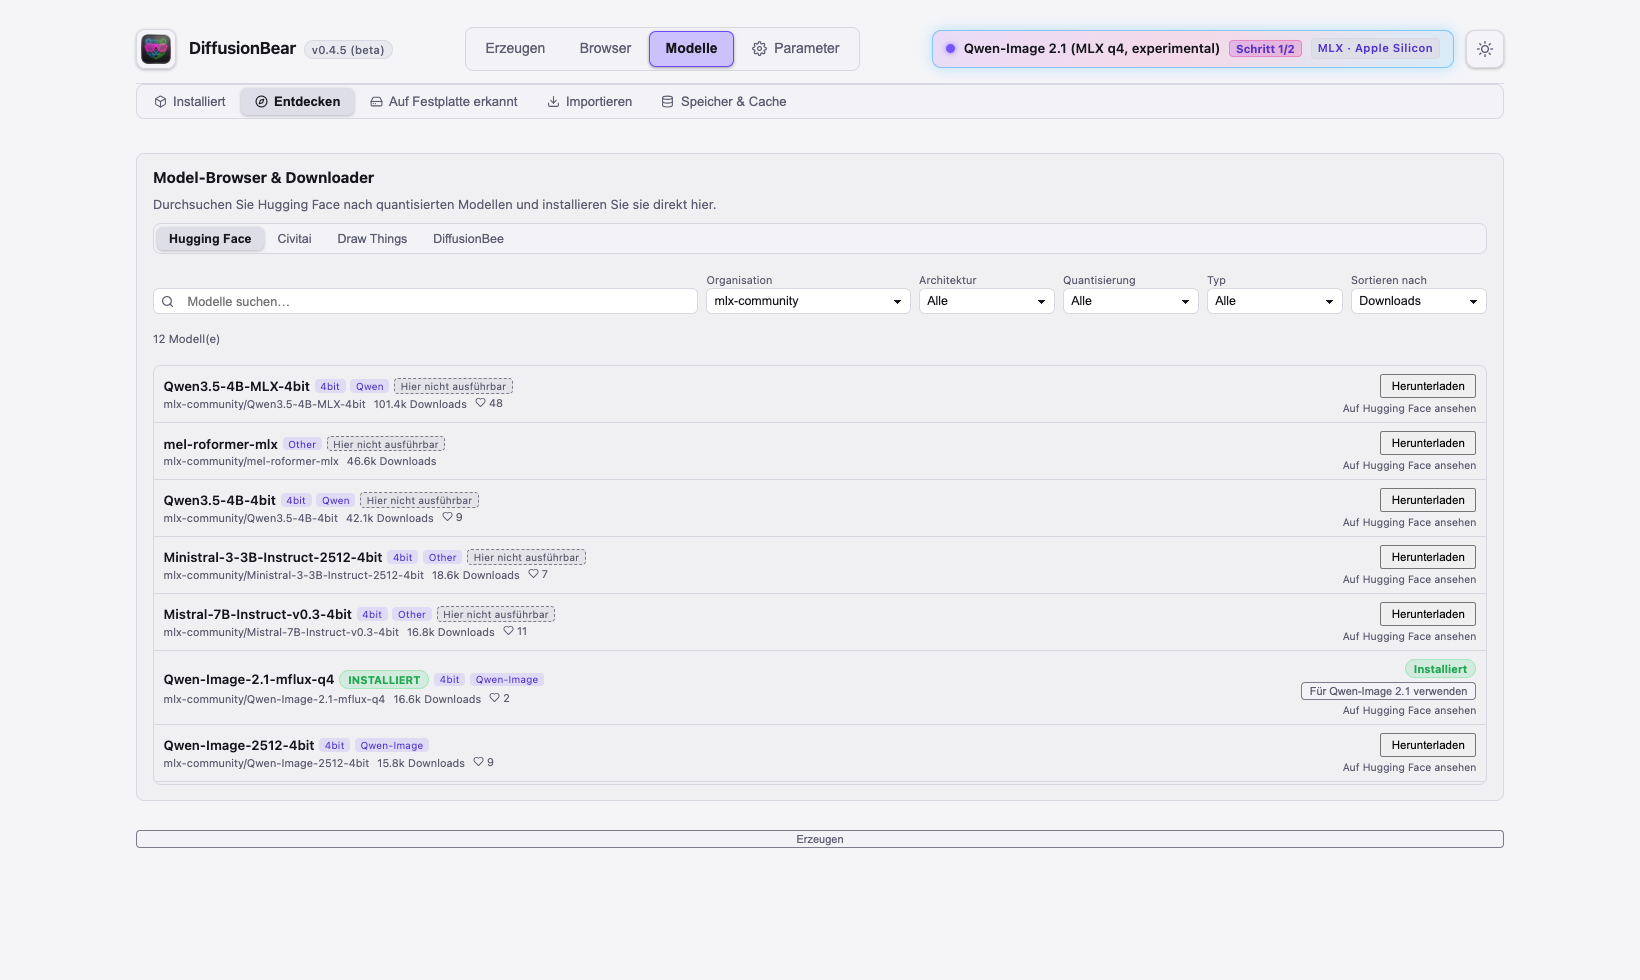 DiffusionBear v0.4.5 (beta) Erzeugen Browser Modelle Parameter Qwen-Image 2.1 (MLX q4, experimental) Schritt 1/2 MLX · Apple Silicon
Installiert Entdecken Auf Festplatte erkannt Importieren Speicher & Cache
Model-Browser & Downloader
Durchsuchen Sie Hugging Face nach quantisierten Modellen und installieren Sie sie direkt hier.
Hugging Face Civitai Draw Things DiffusionBee
Organisation Architektur Quantisierung Typ Sortieren nach
Modelle suchen... mlx-community Alle Alle Alle Downloads
12 Modell(e)
Qwen3.5-4B-MLX-4bit 4bit Qwen Hier nicht ausführbar Herunterladen
mlx-community/Qwen3.5-4B-MLX-4bit 101.4k Downloads 48 Auf Hugging Face ansehen
mel-roformer-mlx Other Hier nicht ausführbar Herunterladen
mlx-community/mel-roformer-mlx 46.6k Downloads Auf Hugging Face ansehen
Qwen3.5-4B-4bit 4bit Qwen Hier nicht ausführbar Herunterladen
mlx-community/Qwen3.5-4B-4bit 42.1k Downloads 9 Auf Hugging Face ansehen
Ministral-3-3B-Instruct-2512-4bit 4bit Other Hier nicht ausführbar Herunterladen
mlx-community/Ministral-3-3B-Instruct-2512-4bit 18.6k Downloads 7 Auf Hugging Face ansehen
Mistral-7B-Instruct-v0.3-4bit 4bit Other Hier nicht ausführbar Herunterladen
mlx-community/Mistral-7B-Instruct-v0.3-4bit 16.8k Downloads 11 Auf Hugging Face ansehen
Installiert
Qwen-Image-2.1-mflux-q4 INSTALLIERT 4bit Qwen-Image Für Qwen-Image 2.1 verwenden
mlx-community/Qwen-Image-2.1-mflux-q4 16.6k Downloads 2 Auf Hugging Face ansehen
Qwen-Image-2512-4bit 4bit Qwen-Image Herunterladen
mlx-community/Qwen-Image-2512-4bit 15.8k Downloads 9 Auf Hugging Face ansehen
Erzeugen